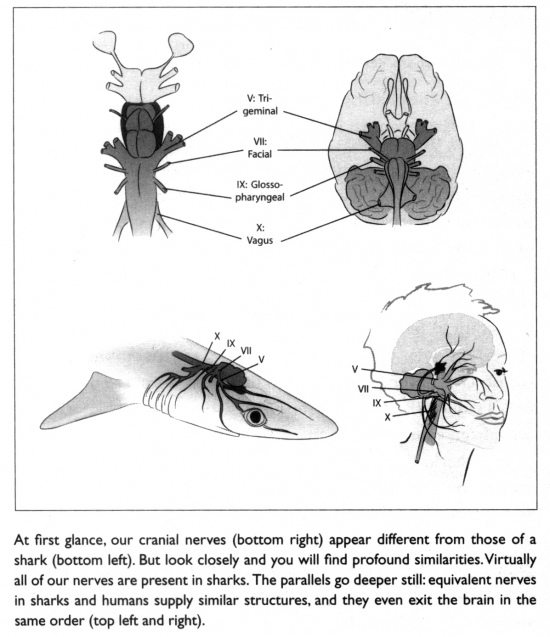 V: Tri-
geminal
VII:
Facial
IX: Glosso-
pharyngeal
X:
Vagus
X
IX
VII
V
V
VII
IX
X
At first glance, our cranial nerves (bottom right) appear different from those of a
shark (bottom left). But look closely and you will find profound similarities. Virtually
all of our nerves are present in sharks. The parallels go deeper still: equivalent nerves
in sharks and humans supply similar structures, and they even exit the brain in the
same order (top left and right).